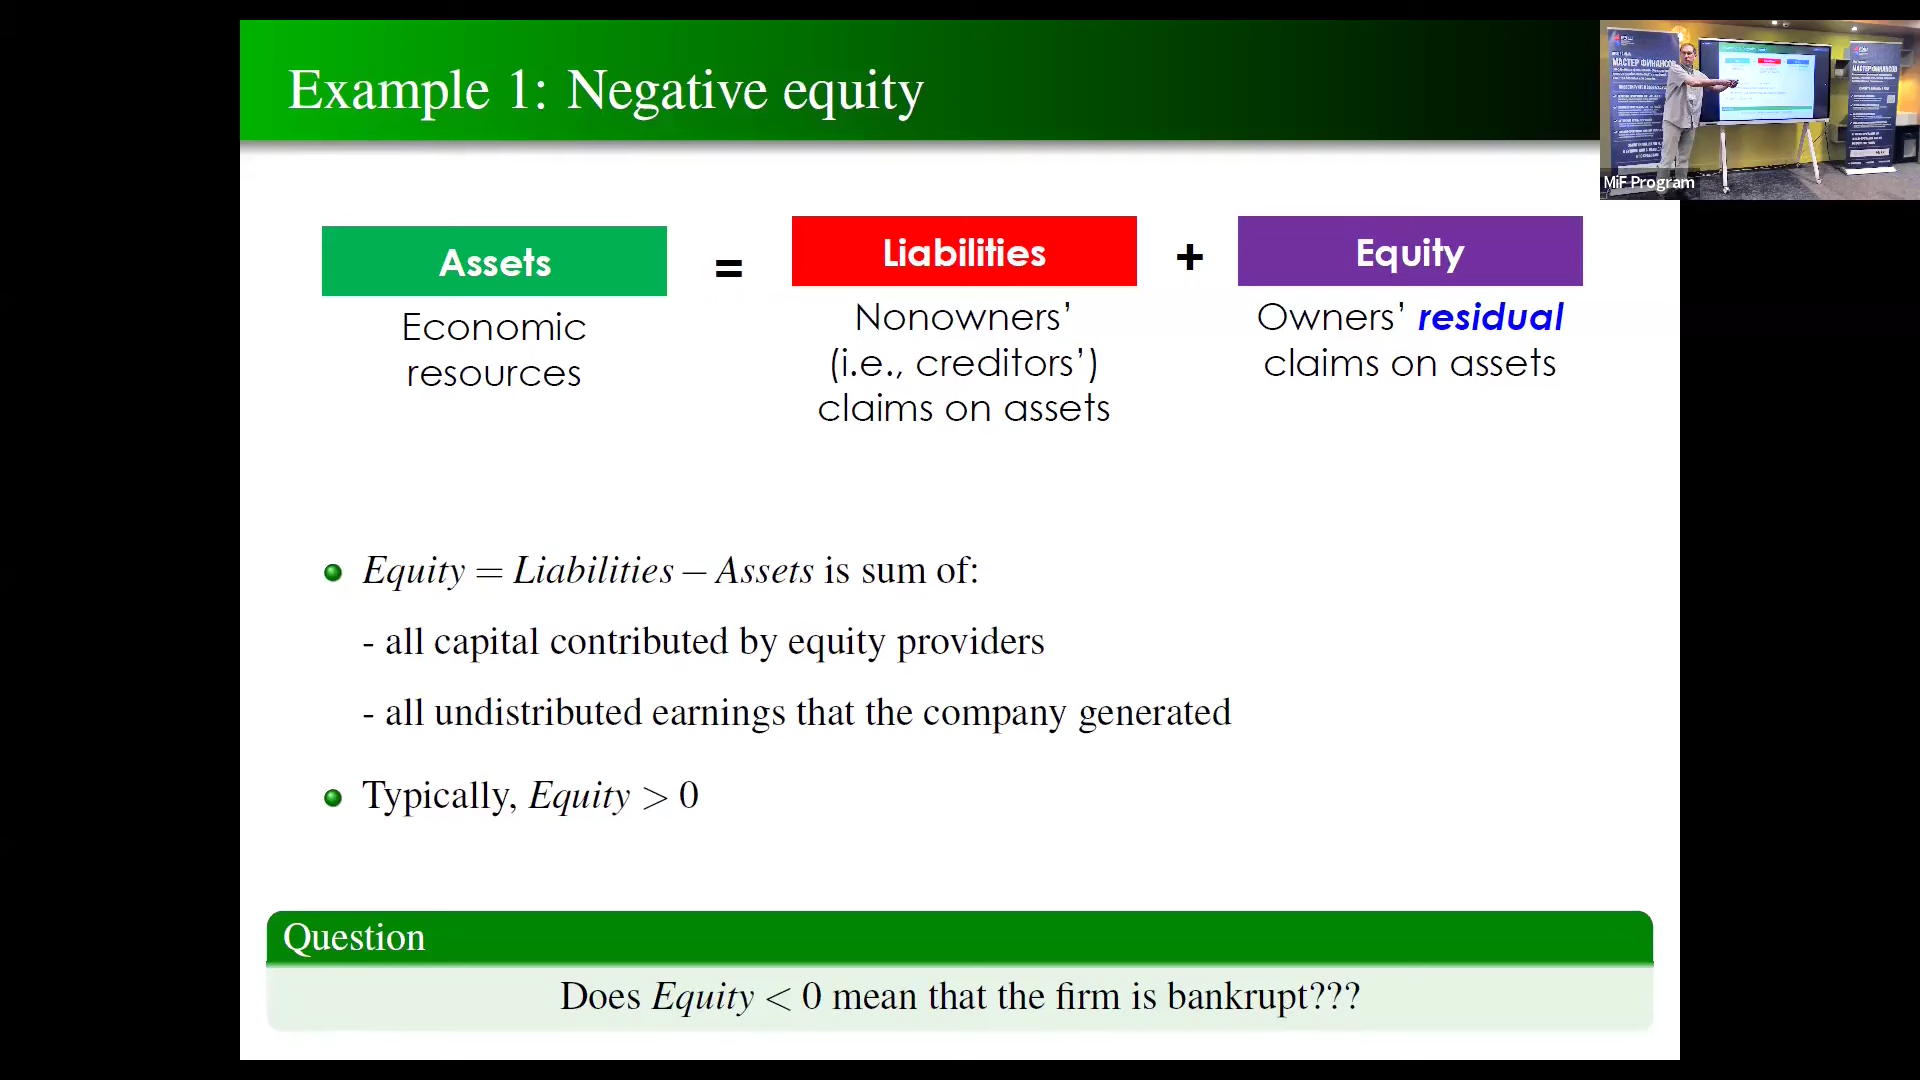 Example 1: Negative equity
МАСТЕР ФИНАНСОВ
MiF Program
Assets
=
Liabilities
+
Equity
Economic
resources
Nonowners’
(i.e., creditors’)
claims on assets
Owners’ residual
claims on assets
Equity = Liabilities − Assets is sum of:
- all capital contributed by equity providers
- all undistributed earnings that the company generated
Typically, Equity > 0
Question
Does Equity < 0 mean that the firm is bankrupt???